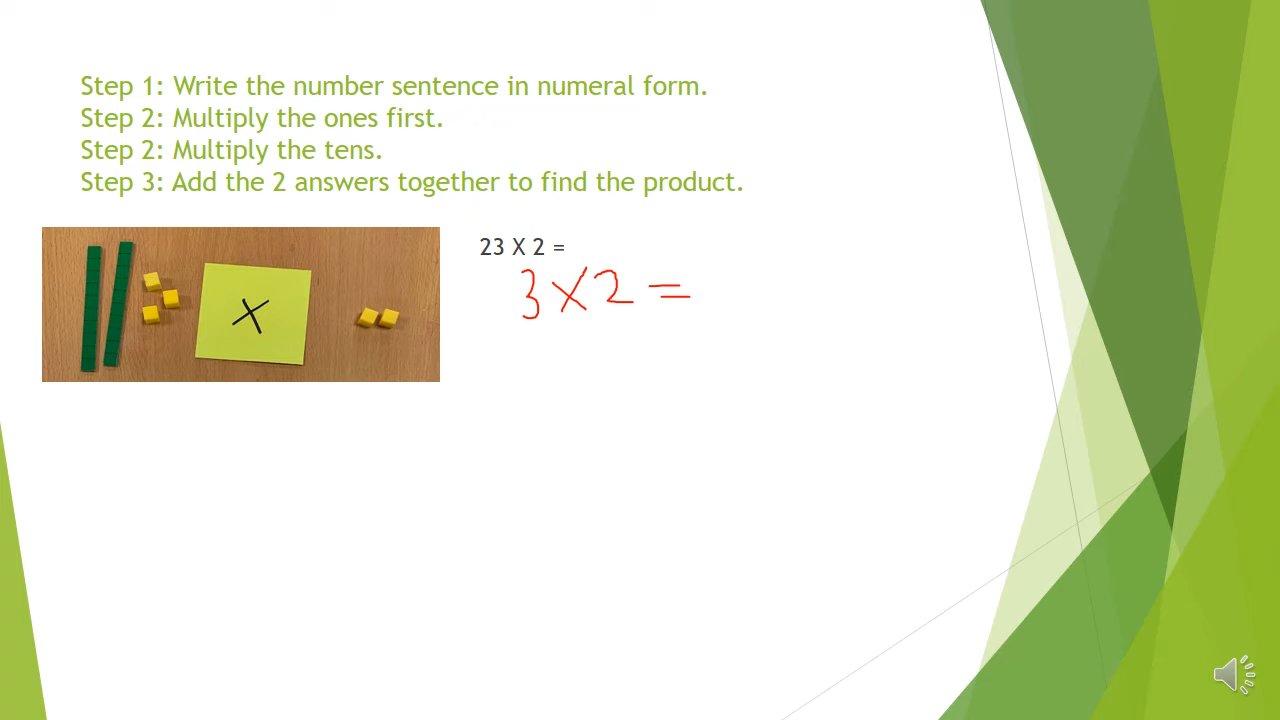 Step 1: Write the number sentence in numeral form.
Step 2: Multiply the ones first.
Step 2: Multiply the tens.
Step 3: Add the 2 answers together to find the product.
X
23 X 2 =
3 X 2 =